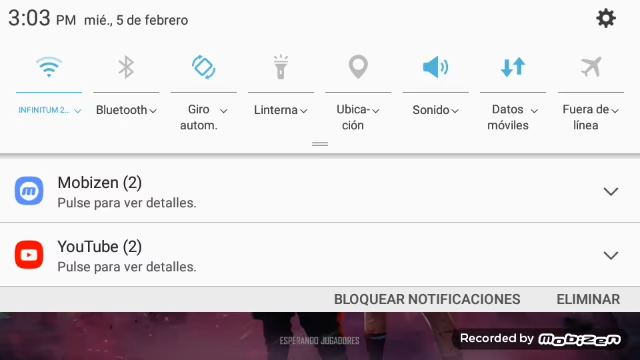 3:03 PM mié., 5 de febrero
INFINITUM 2...
Bluetooth
Giro
autom.
Linterna
Ubica-
ción
Sonido
Datos
móviles
Fuera de
línea
Mobizen (2)
Pulse para ver detalles.
YouTube (2)
Pulse para ver detalles.
BLOQUEAR NOTIFICACIONES ELIMINAR
ESPERANDO JUGADORES
Recorded by Mobizen